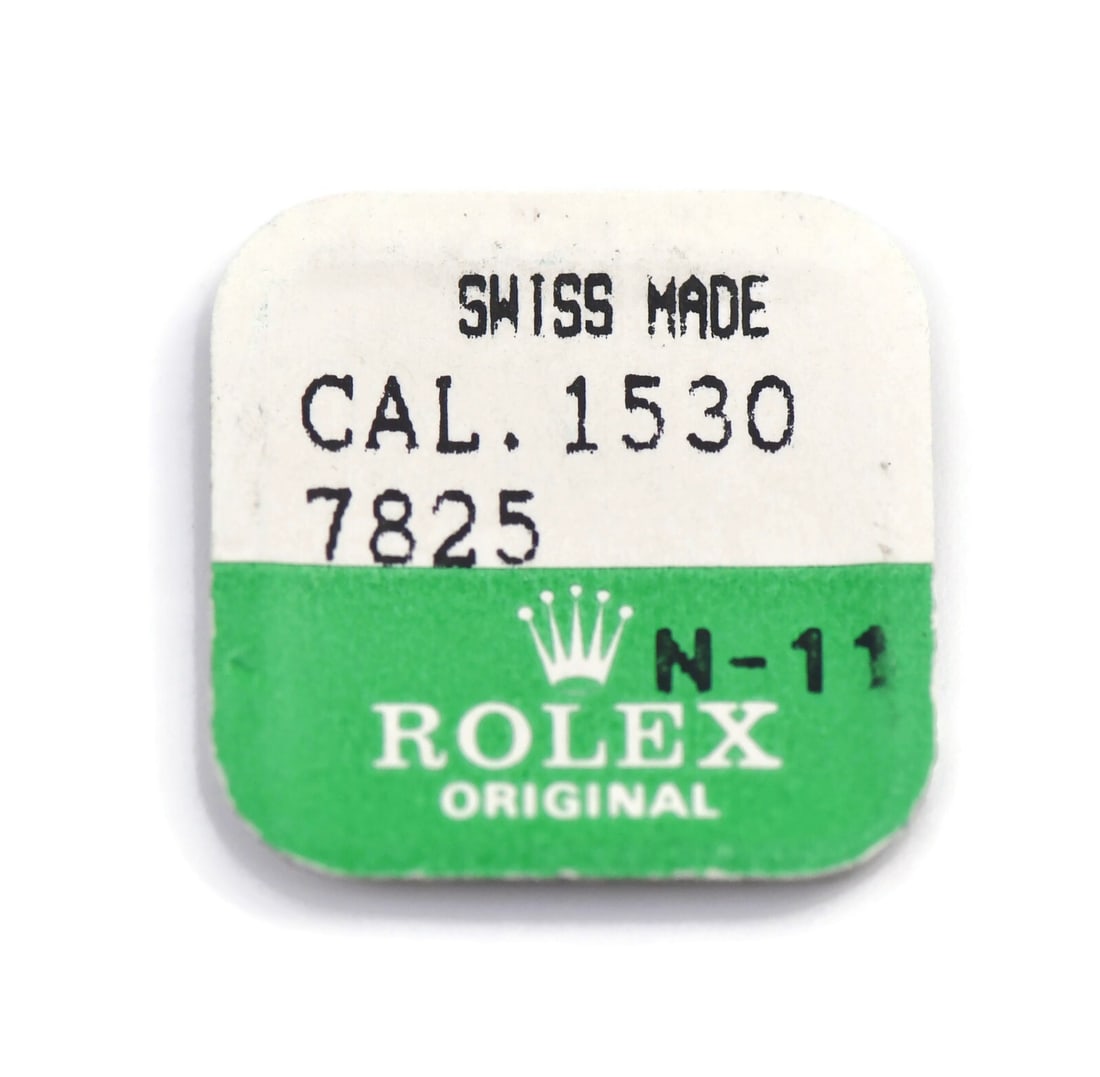 SWISS MADE
CAL. 1530
7825
N-11
ROLEX
ORIGINAL